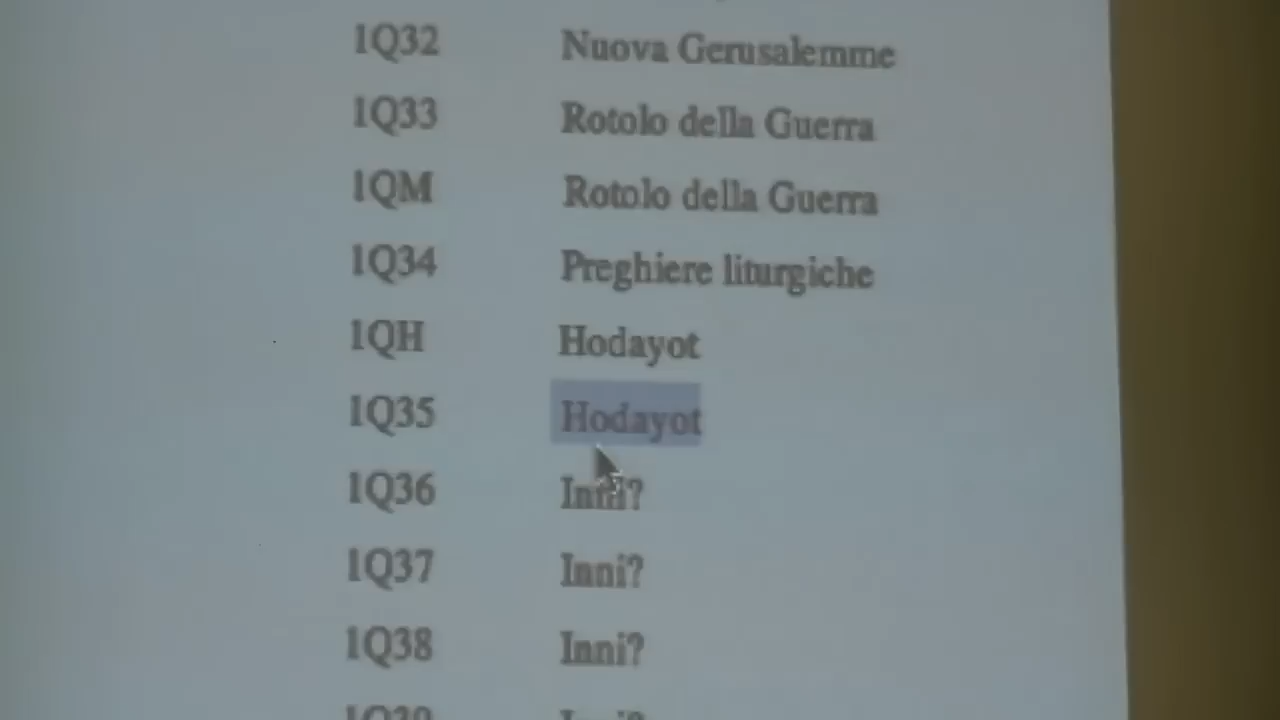 1Q32 Nuova Gerusalemme
1Q33 Rotolo della Guerra
1QM Rotolo della Guerra
1Q34 Preghiere liturgiche
1QH Hodayot
1Q35 Hodayot
1Q36 Inni?
1Q37 Inni?
1Q38 Inni?